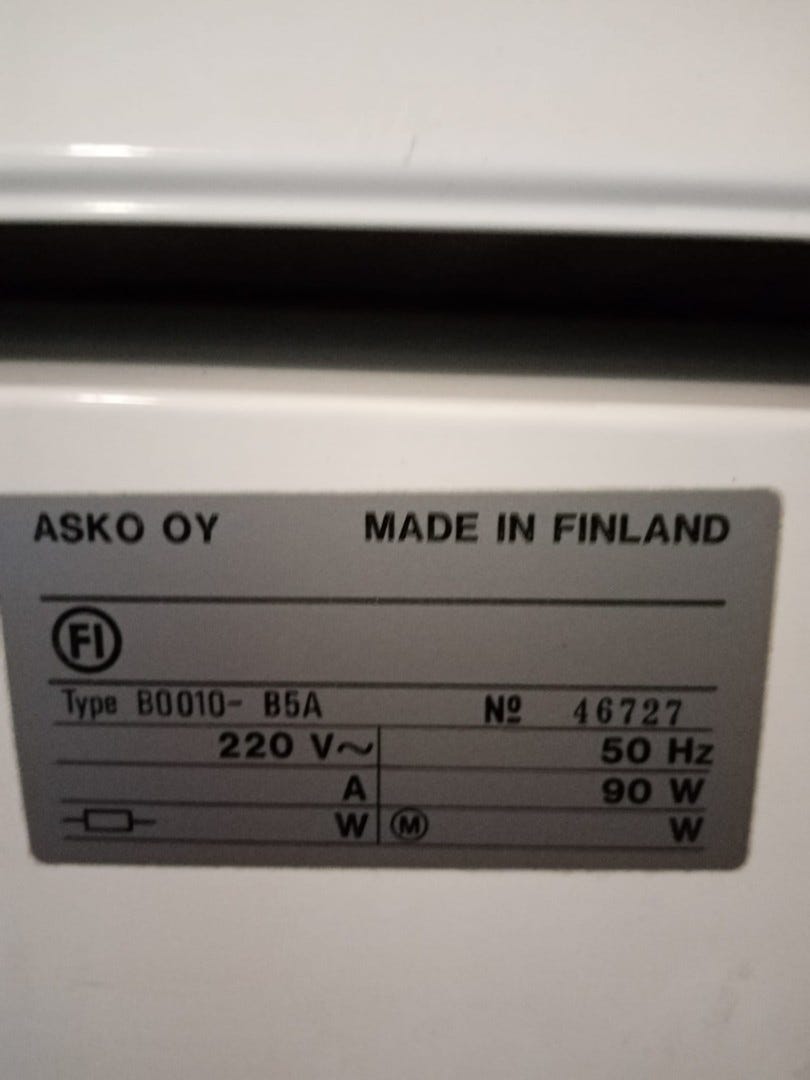 ASKO OY MADE IN FINLAND
FI
Type B0010- B5A Nº 46727
220 V~ 50 Hz
A 90 W
W M W